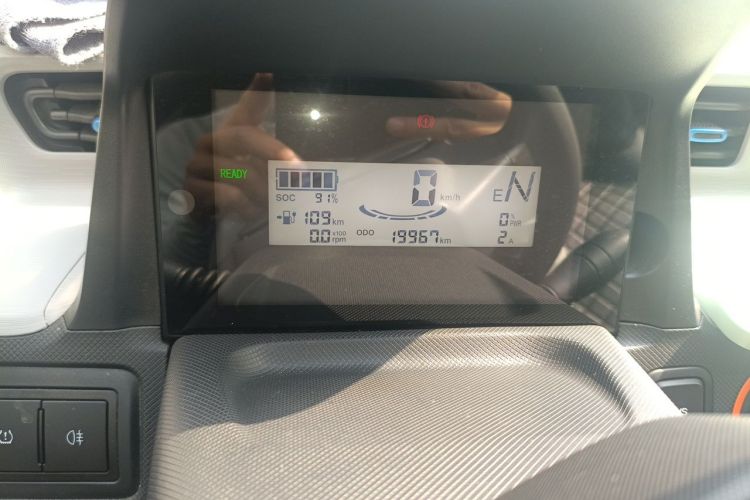 READY
SOC 91%
0 km/h
E N
109 km
0% PWR
0.0 x100 rpm
ODO 19967 km
2 A